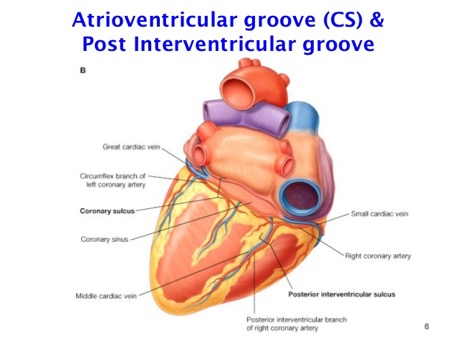 Atrioventricular groove (CS) &
Post Interventricular groove
B
Great cardiac vein
Circumflex branch of
left coronary artery
Coronary sulcus
Small cardiac vein
Coronary sinus
Right coronary artery
Middle cardiac vein
Posterior interventricular sulcus
Posterior interventricular branch
of right coronary artery
6